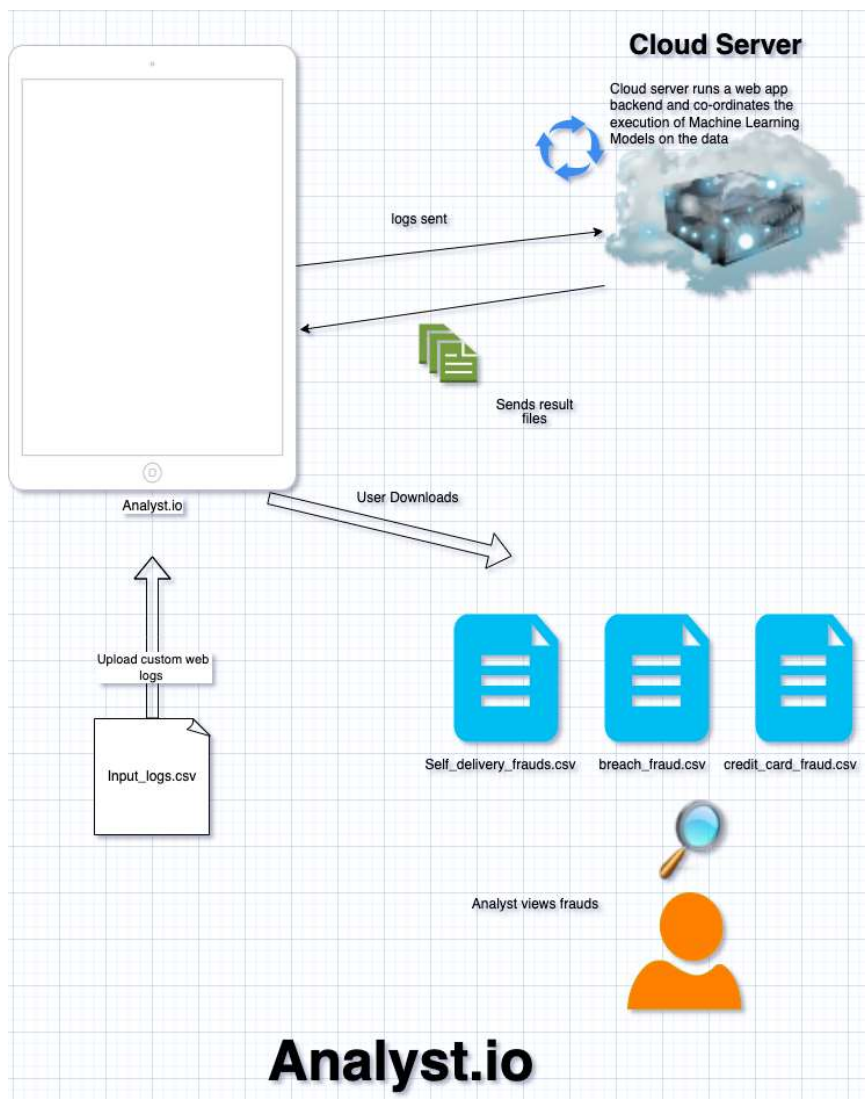 Cloud Server
Cloud server runs a web app
backend and co-ordinates the
execution of Machine Learning
Models on the data
logs sent
Sends result
files
User Downloads
Analyst.io
Upload custom web
logs
Input_logs.csv
Self_delivery_frauds.csv
breach_fraud.csv
credit_card_fraud.csv
Analyst views frauds
Analyst.io